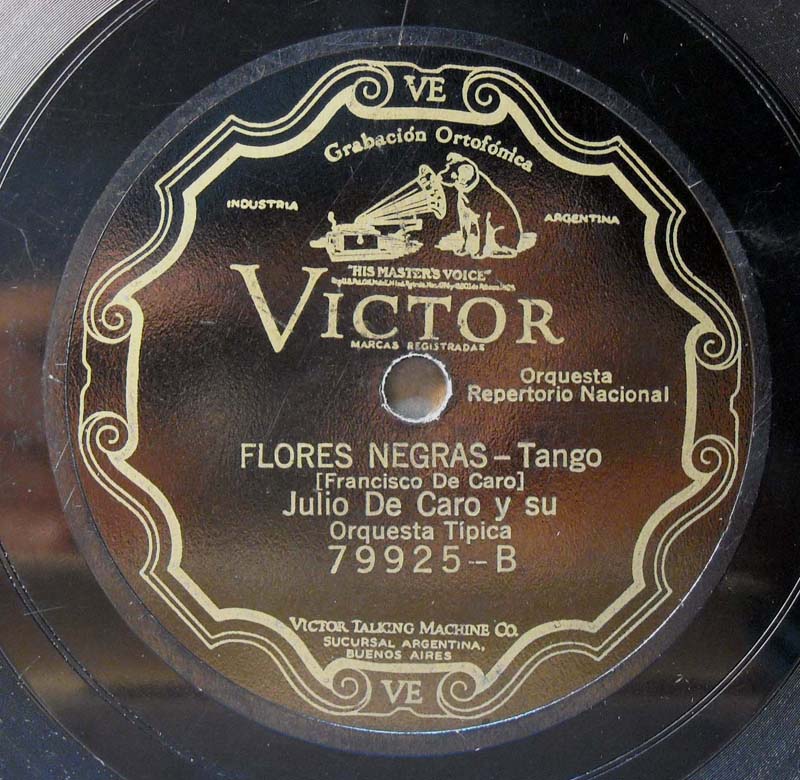 VE
Grabación Ortofónica
INDUSTRIA
ARGENTINA
"HIS MASTER'S VOICE"
VICTOR
MARCAS REGISTRADAS
Orquesta
Repertorio Nacional
FLORES NEGRAS – Tango
[Francisco De Caro]
Julio De Caro y su
Orquesta Típica
79925-B
VICTOR TALKING MACHINE CO.
SUCURSAL ARGENTINA,
BUENOS AIRES
VE